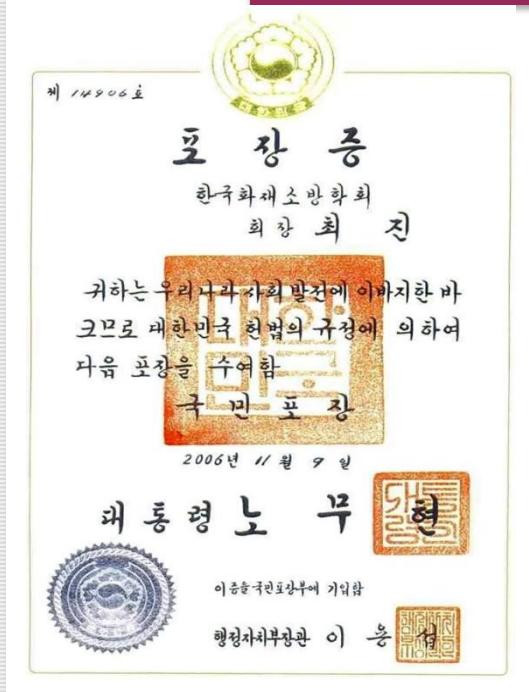 대한민국
제 14906호
포장증
한국화재소방학회
회장 최 진
귀하는 우리나라 사회 발전에 이바지한 바
크므로 대한민국 헌법의 규정에 의하여
다음 포장을 수여함
국민포장
2006년 11월 9일
대통령 노무현
이 증을 국민포장부에 기입함
행정자치부장관 이 용 섭